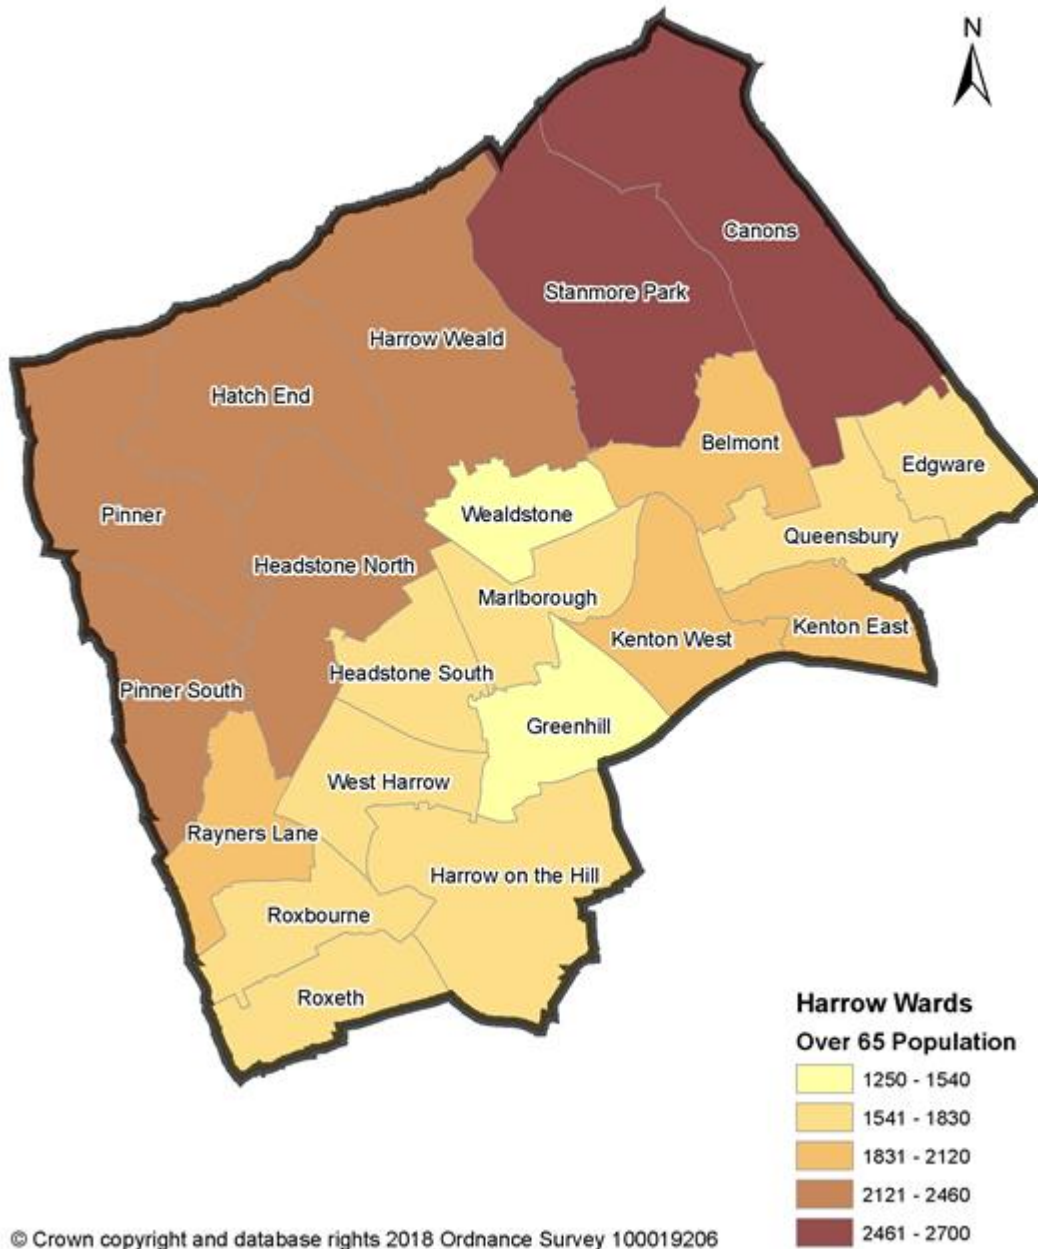 N
Canons
Stanmore Park
Harrow Weald
Hatch End
Belmont
Edgware
Pinner
Wealdstone
Queensbury
Headstone North
Marlborough
Kenton West
Kenton East
Headstone South
Pinner South
Greenhill
West Harrow
Rayners Lane
Harrow on the Hill
Roxbourne
Roxeth
Harrow Wards
Over 65 Population
1250 - 1540
1541 - 1830
1831 - 2120
2121 - 2460
2461 - 2700
© Crown copyright and database rights 2018 Ordnance Survey 100019206